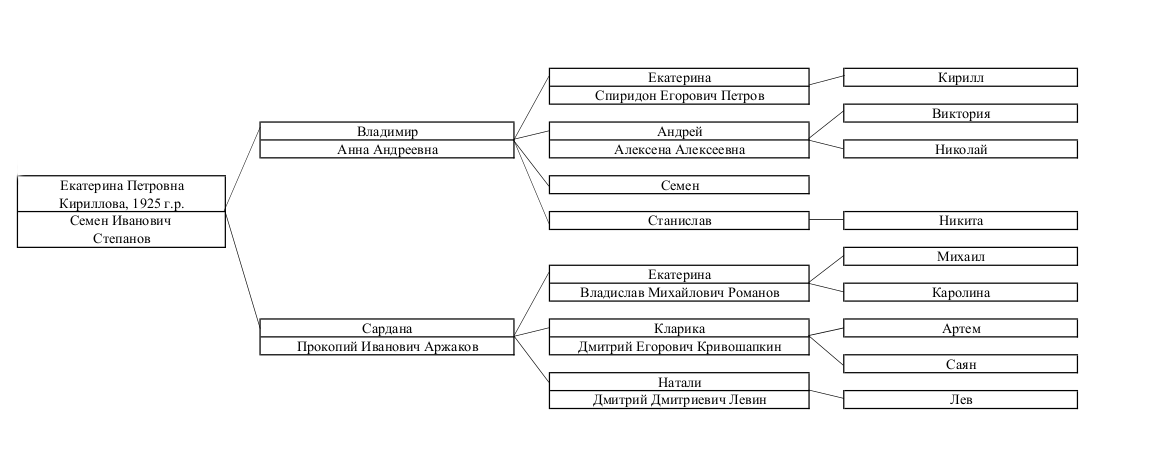 Екатерина Петровна
Кириллова, 1925 г.р.
Семен Иванович
Степанов
Владимир
Анна Андреевна
Сардана
Прокопий Иванович Аржаков
Екатерина
Спиридон Егорович Петров
Андрей
Алексена Алексеевна
Семен
Станислав
Екатерина
Владислав Михайлович Романов
Кларика
Дмитрий Егорович Кривошапкин
Натали
Дмитрий Дмитриевич Левин
Кирилл
Виктория
Николай
Никита
Михаил
Каролина
Артем
Саян
Лев